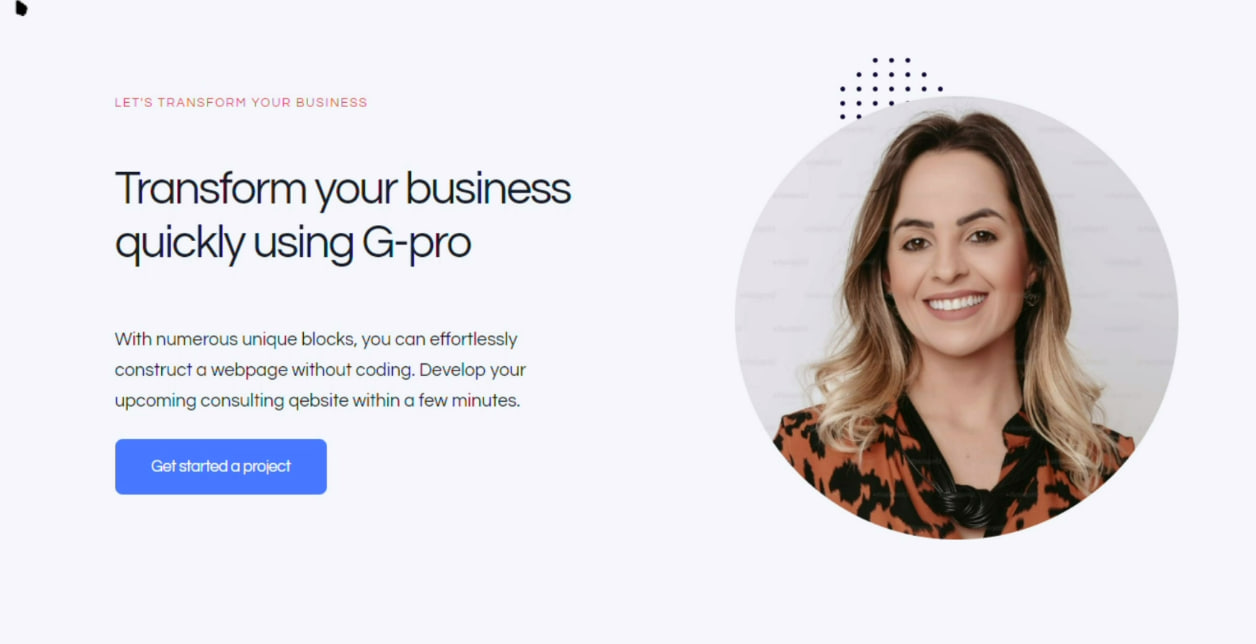 LET'S TRANSFORM YOUR BUSINESS
Transform your business
quickly using G-pro
With numerous unique blocks, you can effortlessly
construct a webpage without coding. Develop your
upcoming consulting qebsite within a few minutes.
Get started a project